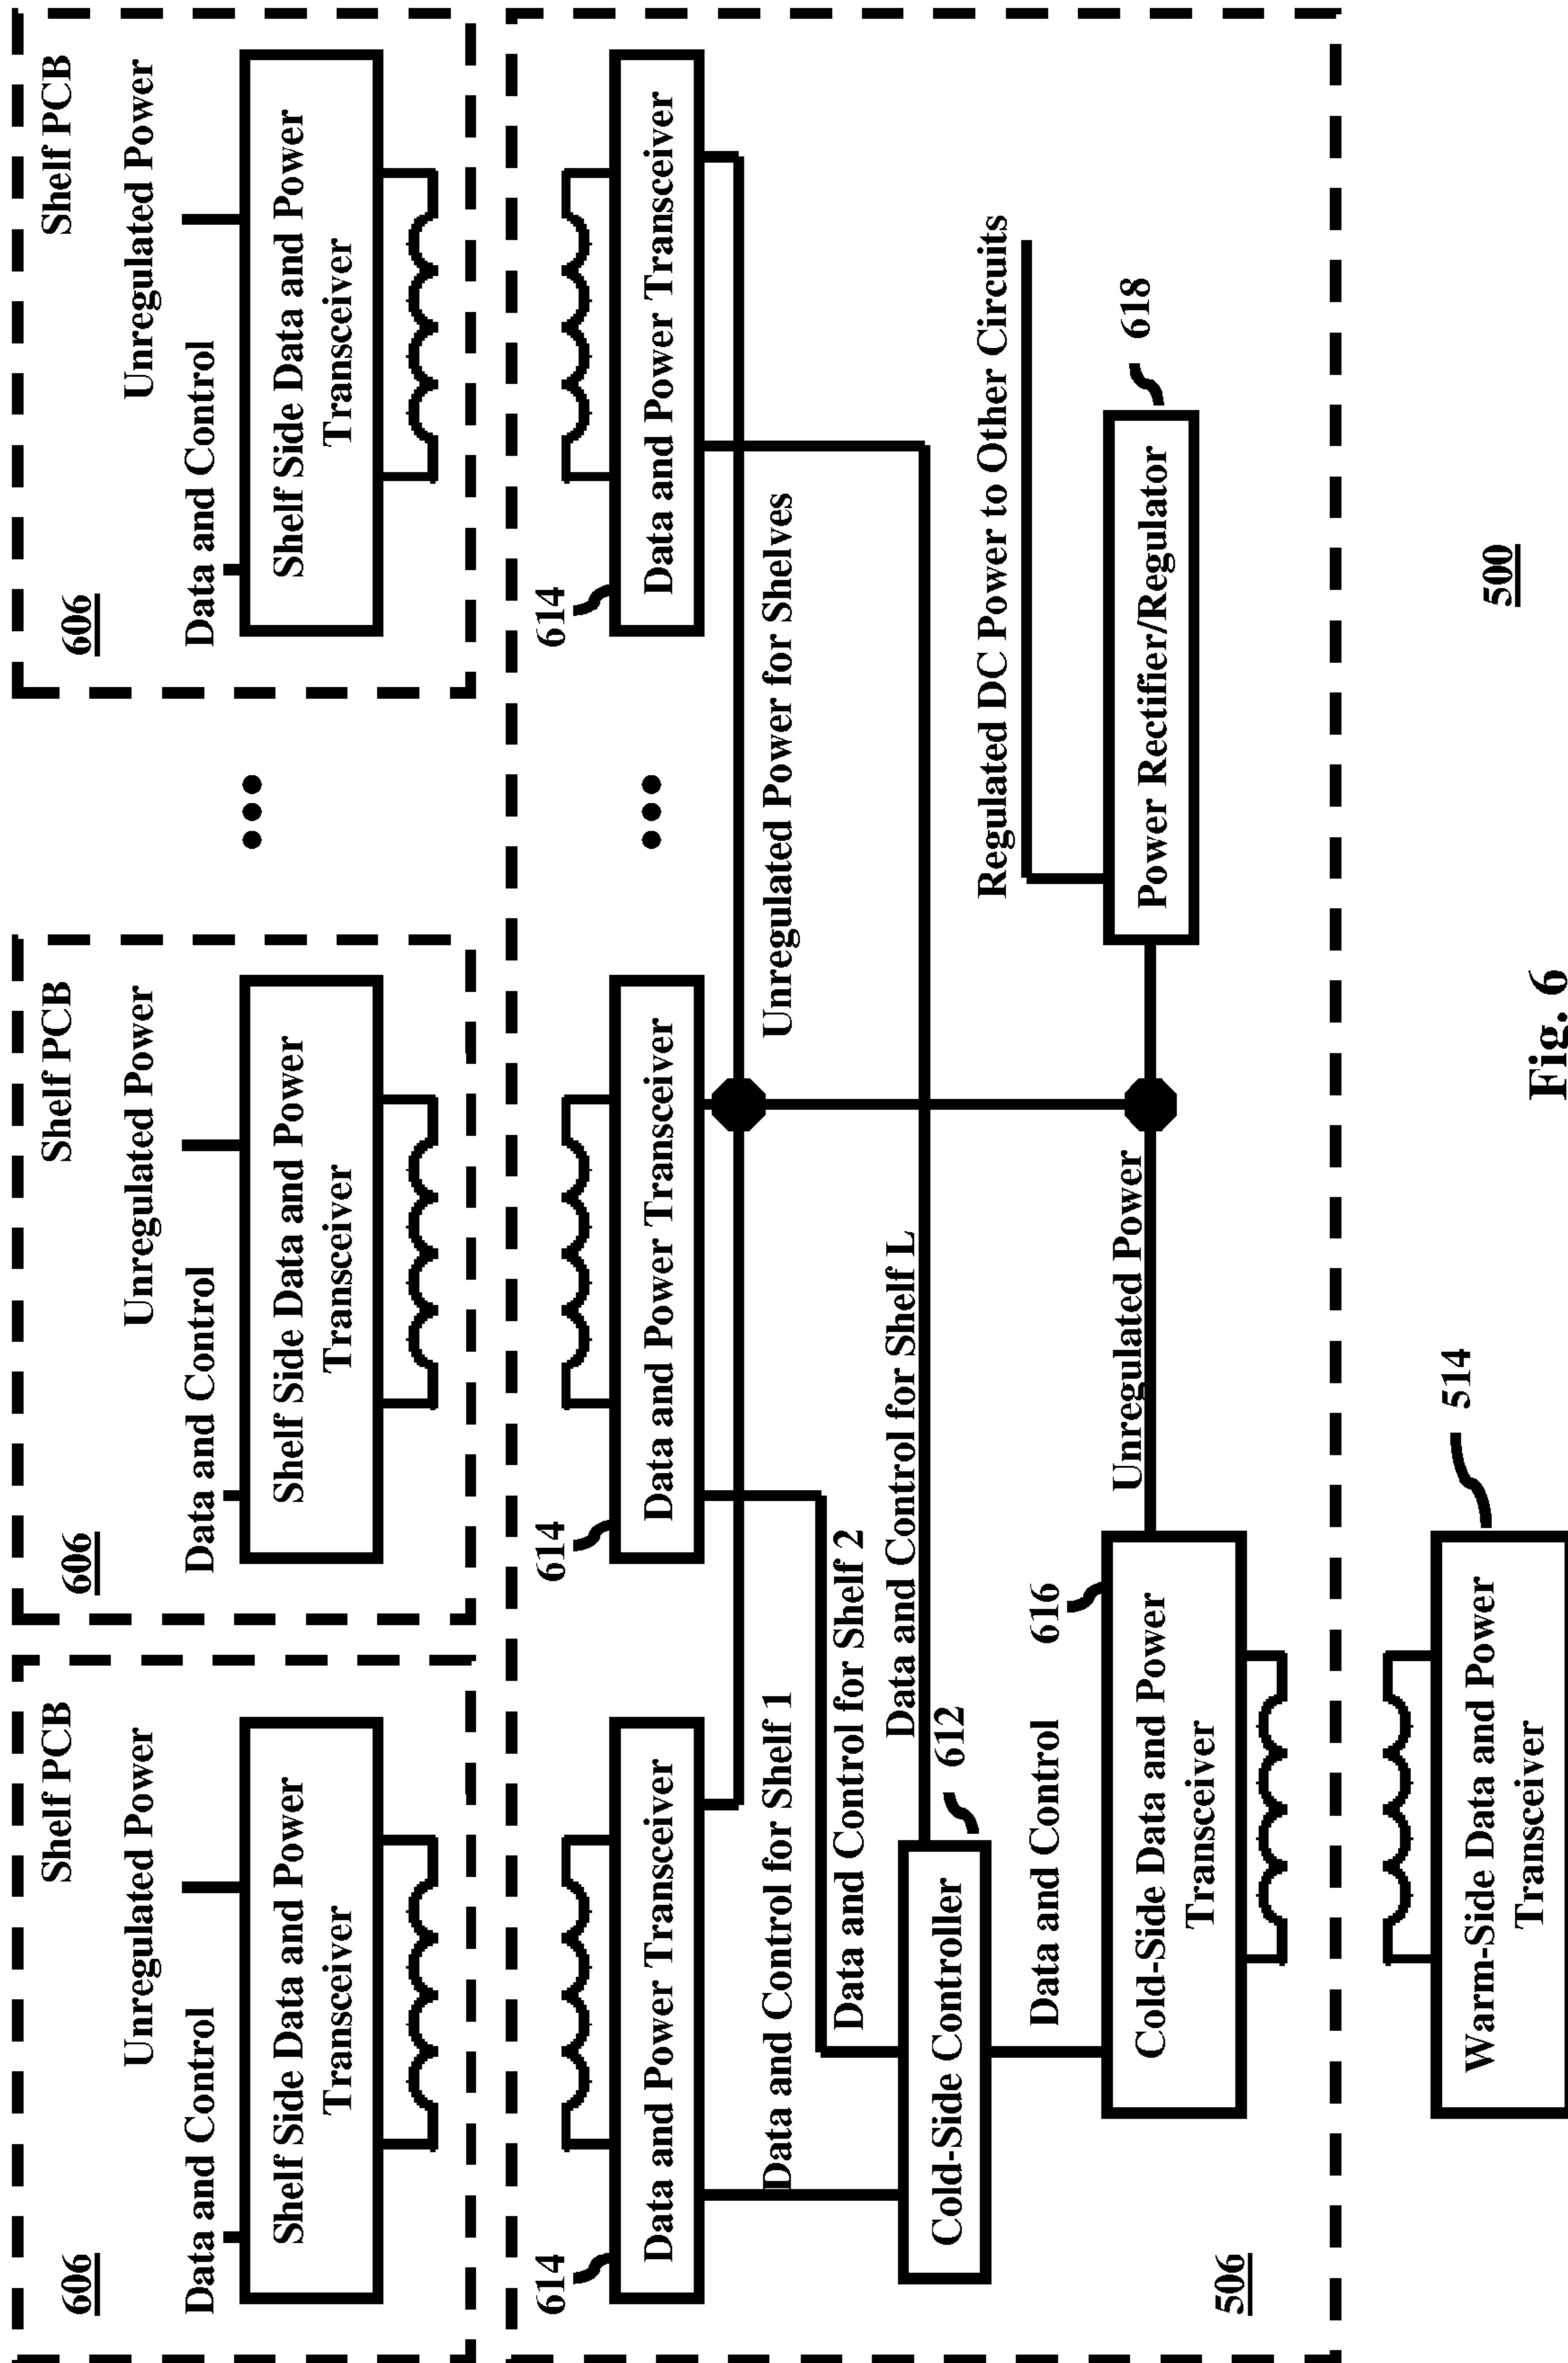 606
Shelf PCB
Unregulated Power
Data and Control
Shelf Side Data and Power
Transceiver
606
Shelf PCB
Unregulated Power
Data and Control
Shelf Side Data and Power
Transceiver
•••
606
Shelf PCB
Unregulated Power
Data and Control
Shelf Side Data and Power
Transceiver
614
Data and Power Transceiver
614
Data and Power Transceiver
•••
614
Data and Power Transceiver
Data and Control for Shelf 1
Unregulated Power for Shelves
Data and Control for Shelf 2
Data and Control for Shelf L
Cold-Side Controller
612
Regulated DC Power to Other Circuits
Data and Control
616
Unregulated Power
618
Cold-Side Data and Power
Transceiver
Power Rectifier/Regulator
506
514
Warm-Side Data and Power
Transceiver
500
Fig. 6